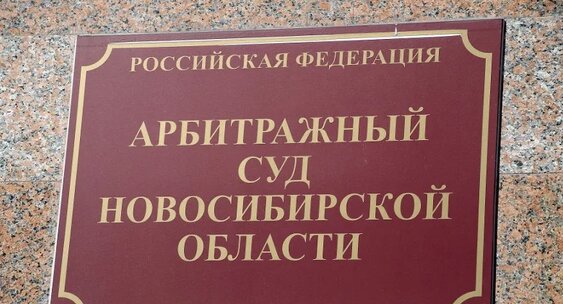 РОССИЙСКАЯ ФЕДЕРАЦИЯ
АРБИТРАЖНЫЙ
СУД
НОВОСИБИРСКОЙ
ОБЛАСТИ